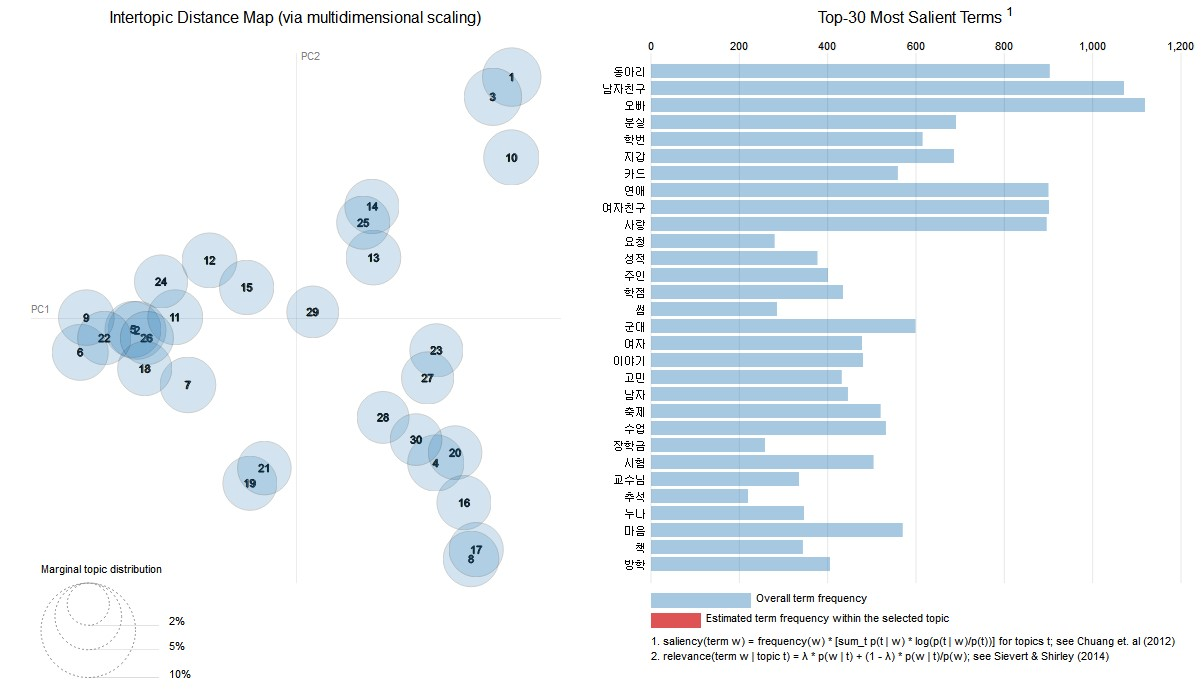 Intertopic Distance Map (via multidimensional scaling)
PC2
PC1
1
3
10
14
25
13
12
24
15
29
9
11
5
2
22
26
6
18
7
23
27
28
30
20
4
21
19
16
17
8
Marginal topic distribution
2%
5%
10%
Top-30 Most Salient Terms 1
0 200 400 600 800 1,000 1,200
동아리
남자친구
오빠
분실
학번
지갑
카드
연애
여자친구
사랑
요청
성적
주인
학점
썸
군대
여자
이야기
고민
남자
축제
수업
장학금
시험
교수님
추석
누나
마음
책
방학
Overall term frequency
Estimated term frequency within the selected topic
1. saliency(term w) = frequency(w) * [sum_t p(t | w) * log(p(t | w)/p(t))] for topics t; see Chuang et. al (2012)
2. relevance(term w | topic t) = λ * p(w | t) + (1 - λ) * p(w | t)/p(w); see Sievert & Shirley (2014)